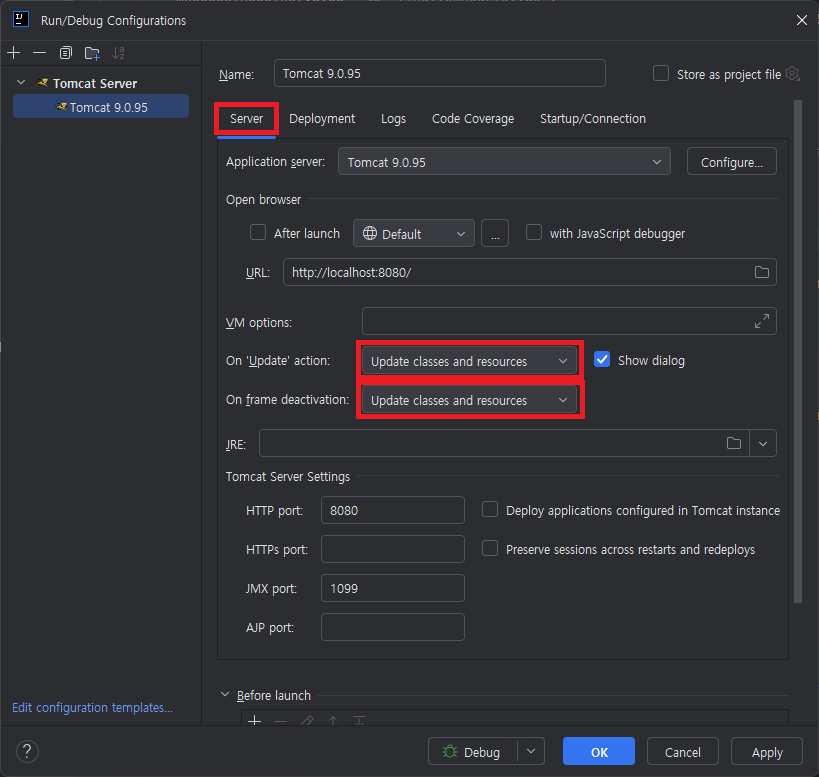 Run/Debug Configurations
Tomcat Server
Tomcat 9.0.95
Name: Tomcat 9.0.95 Store as project file
Server Deployment Logs Code Coverage Startup/Connection
Application server: Tomcat 9.0.95 Configure...
Open browser
After launch Default ... with JavaScript debugger
URL: http://localhost:8080/
VM options:
On 'Update' action: Update classes and resources Show dialog
On frame deactivation: Update classes and resources
JRE:
Tomcat Server Settings
HTTP port: 8080 Deploy applications configured in Tomcat instance
HTTPs port: Preserve sessions across restarts and redeploys
JMX port: 1099
AJP port:
Before launch
Edit configuration templates...
? Debug OK Cancel Apply